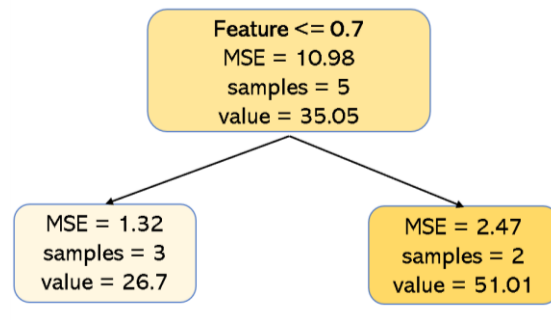 Feature <= 0.7
MSE = 10.98
samples = 5
value = 35.05
MSE = 1.32
samples = 3
value = 26.7
MSE = 2.47
samples = 2
value = 51.01